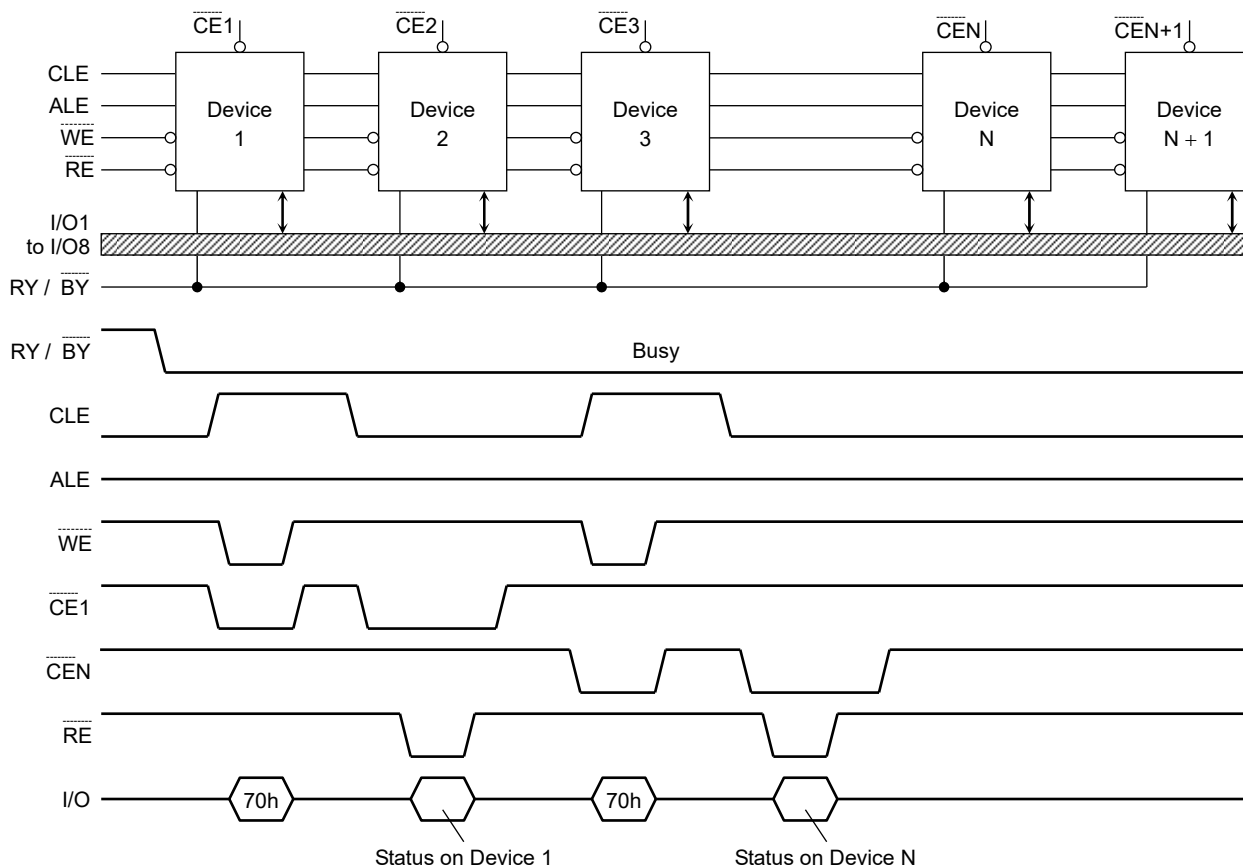 CE1 CE2 CE3 CEN CEN+1
CLE
ALE
WE
RE
Device 1
Device 2
Device 3
Device N
Device N + 1
I/O1 to I/O8
RY / BY
RY / BY
Busy
CLE
ALE
WE
CE1
CEN
RE
I/O
70h
70h
Status on Device 1
Status on Device N